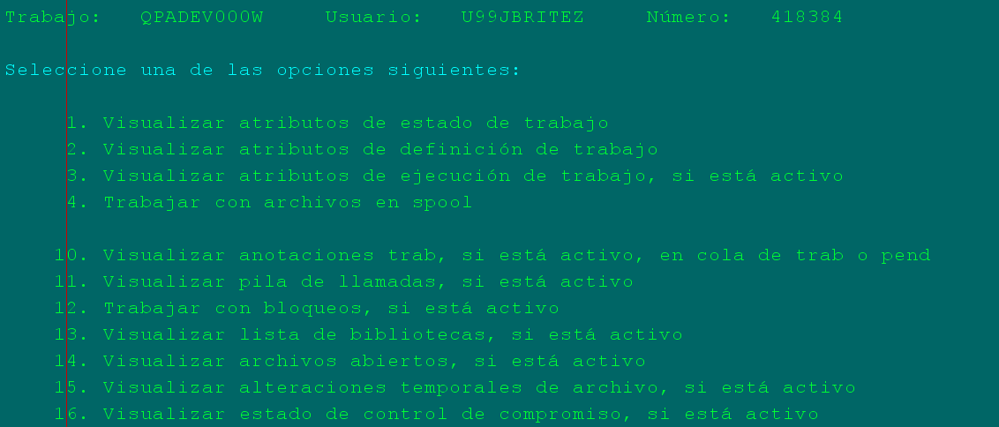 Trabajo:   QPADEV000W     Usuario:   U99JBRITEZ     Número:   418384
Seleccione una de las opciones siguientes:
1. Visualizar atributos de estado de trabajo
2. Visualizar atributos de definición de trabajo
3. Visualizar atributos de ejecución de trabajo, si está activo
4. Trabajar con archivos en spool
10. Visualizar anotaciones trab, si está activo, en cola de trab o pend
11. Visualizar pila de llamadas, si está activo
12. Trabajar con bloqueos, si está activo
13. Visualizar lista de bibliotecas, si está activo
14. Visualizar archivos abiertos, si está activo
15. Visualizar alteraciones temporales de archivo, si está activo
16. Visualizar estado de control de compromiso, si está activo